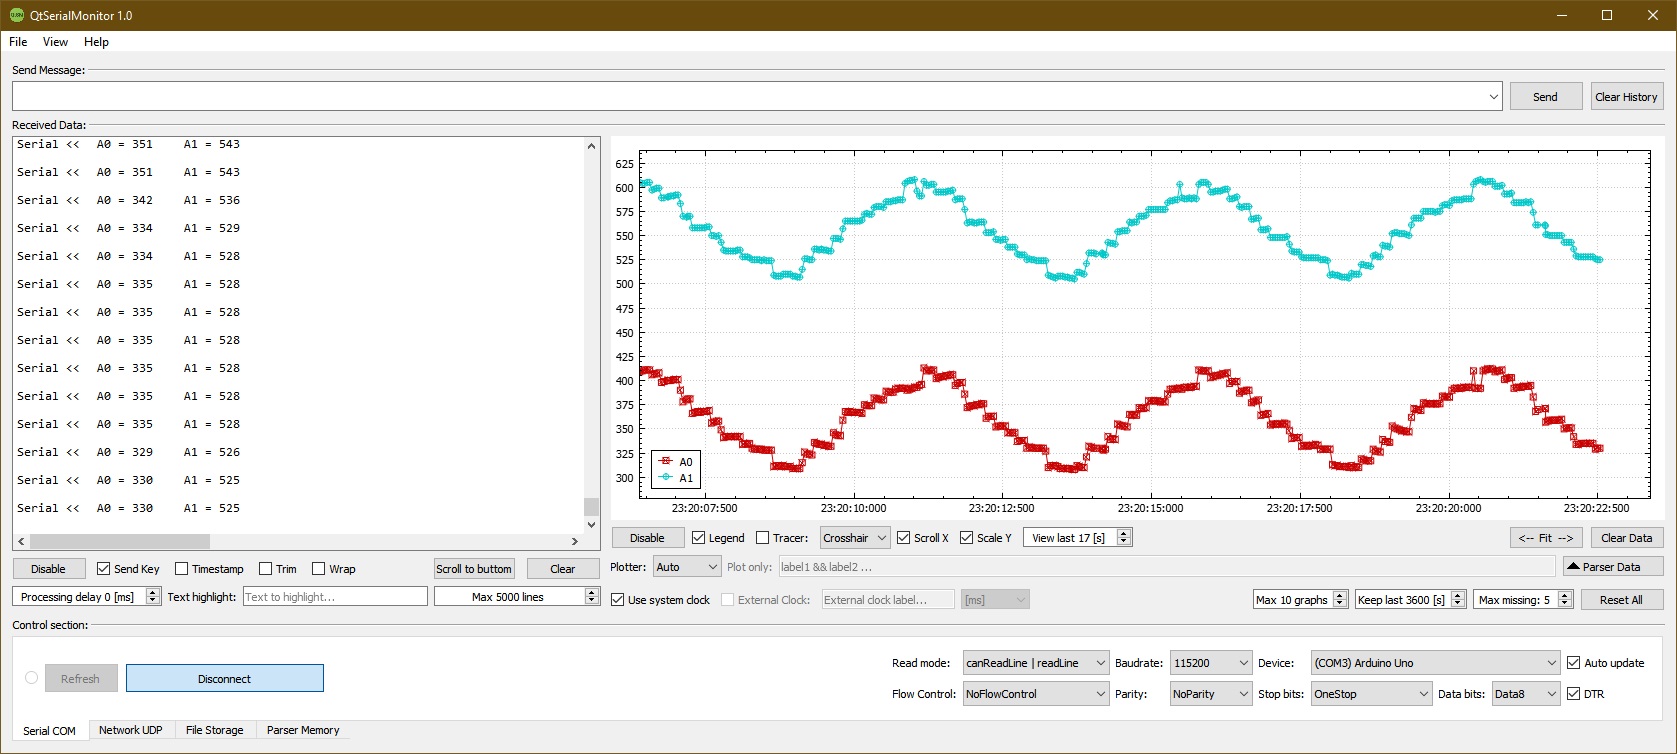 QtSerialMonitor 1.0
File View Help
Send Message:
Send Clear History
Received Data:
Serial << A0 = 351 A1 = 543
Serial << A0 = 351 A1 = 543
Serial << A0 = 342 A1 = 536
Serial << A0 = 334 A1 = 529
Serial << A0 = 334 A1 = 528
Serial << A0 = 335 A1 = 528
Serial << A0 = 335 A1 = 528
Serial << A0 = 335 A1 = 528
Serial << A0 = 335 A1 = 528
Serial << A0 = 335 A1 = 528
Serial << A0 = 335 A1 = 528
Serial << A0 = 329 A1 = 526
Serial << A0 = 330 A1 = 525
Serial << A0 = 330 A1 = 525
625
600
575
550
525
500
475
450
425
400
375
350
325
300
A0
A1
23:20:07:500 23:20:10:000 23:20:12:500 23:20:15:000 23:20:17:500 23:20:20:000 23:20:22:500
Disable Legend Tracer: Crosshair Scroll X Scale Y View last 17 [s] <-- Fit --> Clear Data
Disable Send Key Timestamp Trim Wrap Scroll to buttom Clear
Plotter: Auto Plot only: label1 && label2 ... Parser Data
Processing delay 0 [ms] Text highlight: Text to highlight... Max 5000 lines
Use system clock External Clock: External clock label... [ms] Max 10 graphs Keep last 3600 [s] Max missing: 5 Reset All
Control section:
Refresh Disconnect
Read mode: canReadLine | readLine Baudrate: 115200 Device: (COM3) Arduino Uno Auto update
Flow Control: NoFlowControl Parity: NoParity Stop bits: OneStop Data bits: Data8 DTR
Serial COM Network UDP File Storage Parser Memory